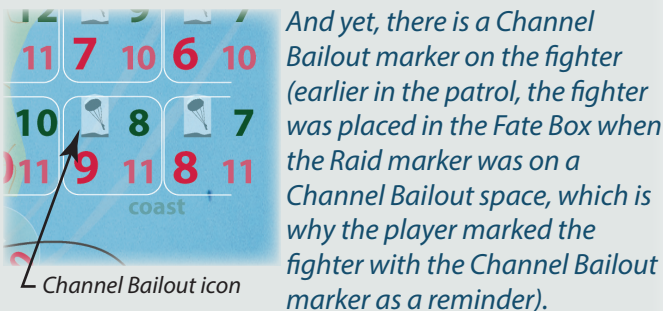 12 9 7
11 7 10 6 10
10 8 7
11 9 11 8 11
coast
2
Channel Bailout icon
And yet, there is a Channel
Bailout marker on the fighter
(earlier in the patrol, the fighter
was placed in the Fate Box when
the Raid marker was on a
Channel Bailout space, which is
why the player marked the
fighter with the Channel Bailout
marker as a reminder).